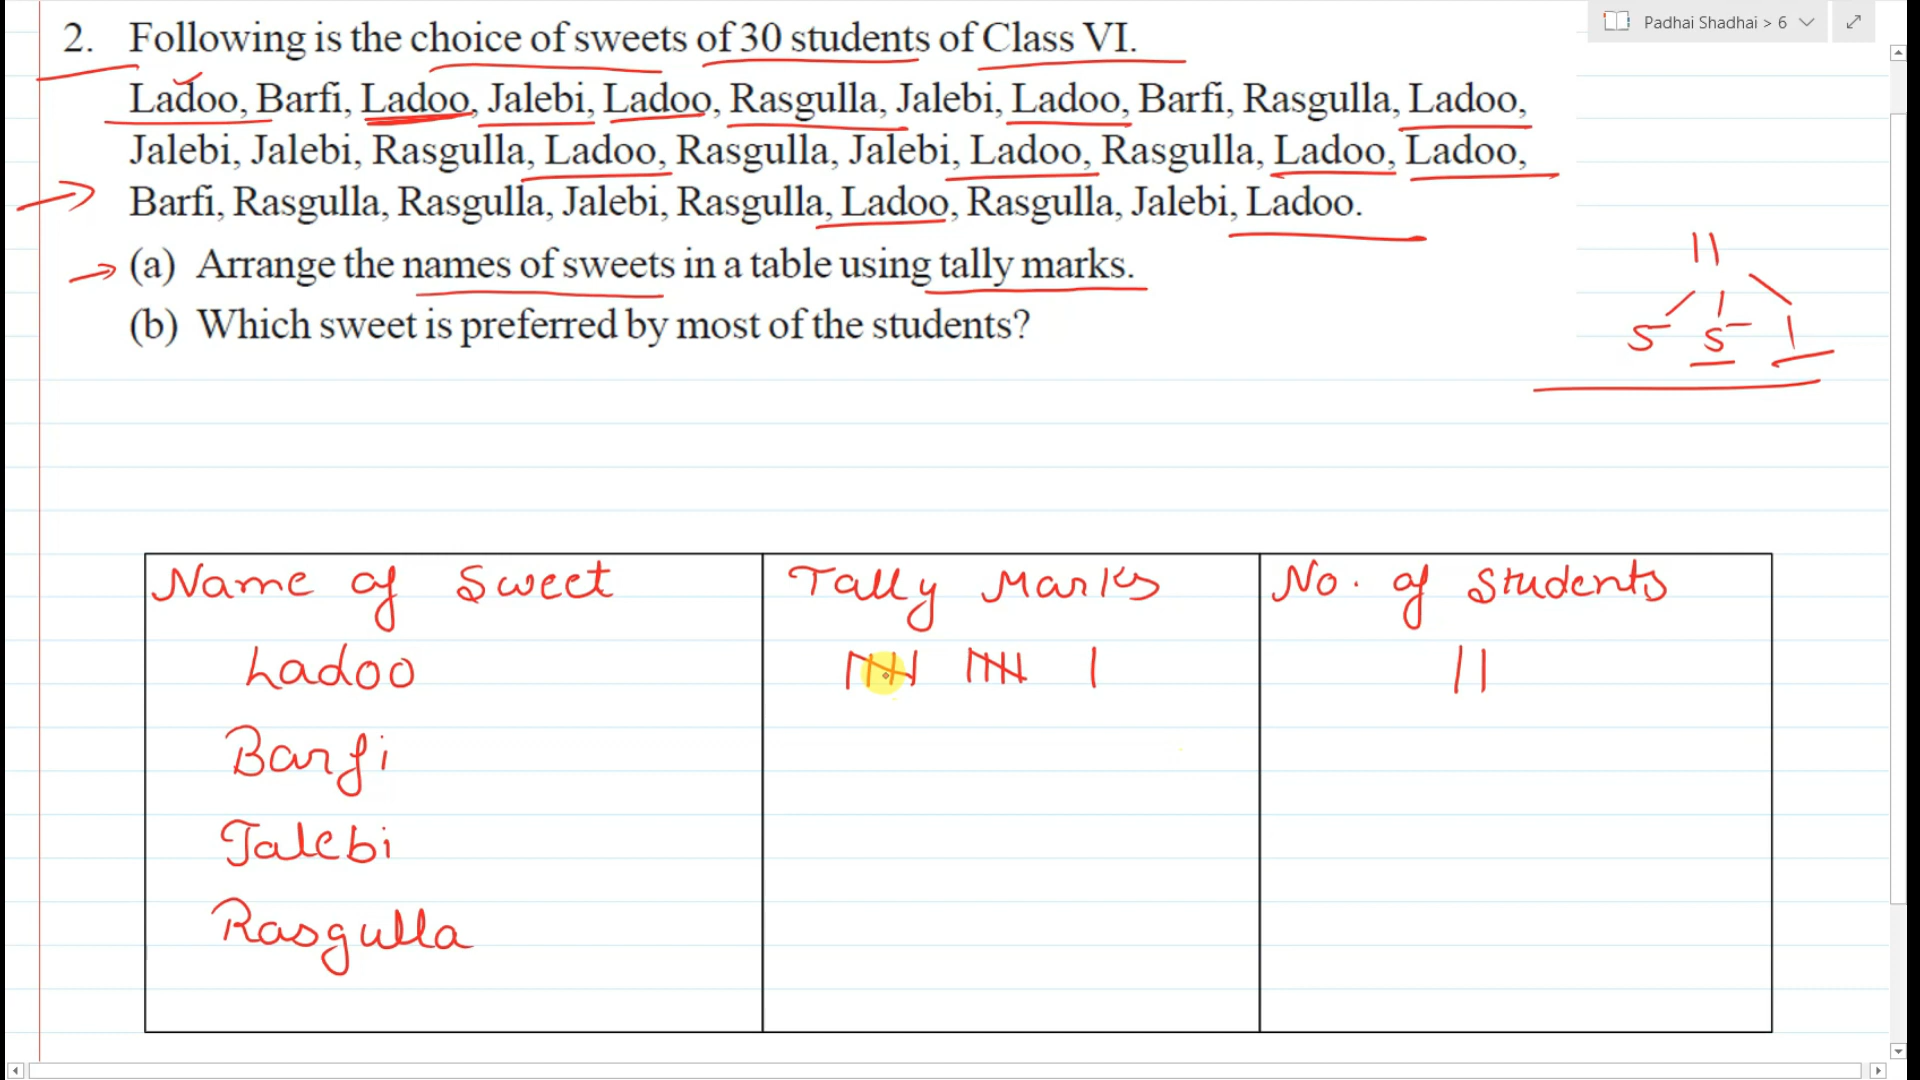 Padhai Shadhai > 6
2. Following is the choice of sweets of 30 students of Class VI.
Ladoo, Barfi, Ladoo, Jalebi, Ladoo, Rasgulla, Jalebi, Ladoo, Barfi, Rasgulla, Ladoo,
Jalebi, Jalebi, Rasgulla, Ladoo, Rasgulla, Jalebi, Ladoo, Rasgulla, Ladoo, Ladoo,
Barfi, Rasgulla, Rasgulla, Jalebi, Rasgulla, Ladoo, Rasgulla, Jalebi, Ladoo.
(a) Arrange the names of sweets in a table using tally marks.
(b) Which sweet is preferred by most of the students?
11
5 5 1
Name of Sweet Tally Marks No. of Students
Ladoo 11
Barfi
Jalebi
Rasgulla